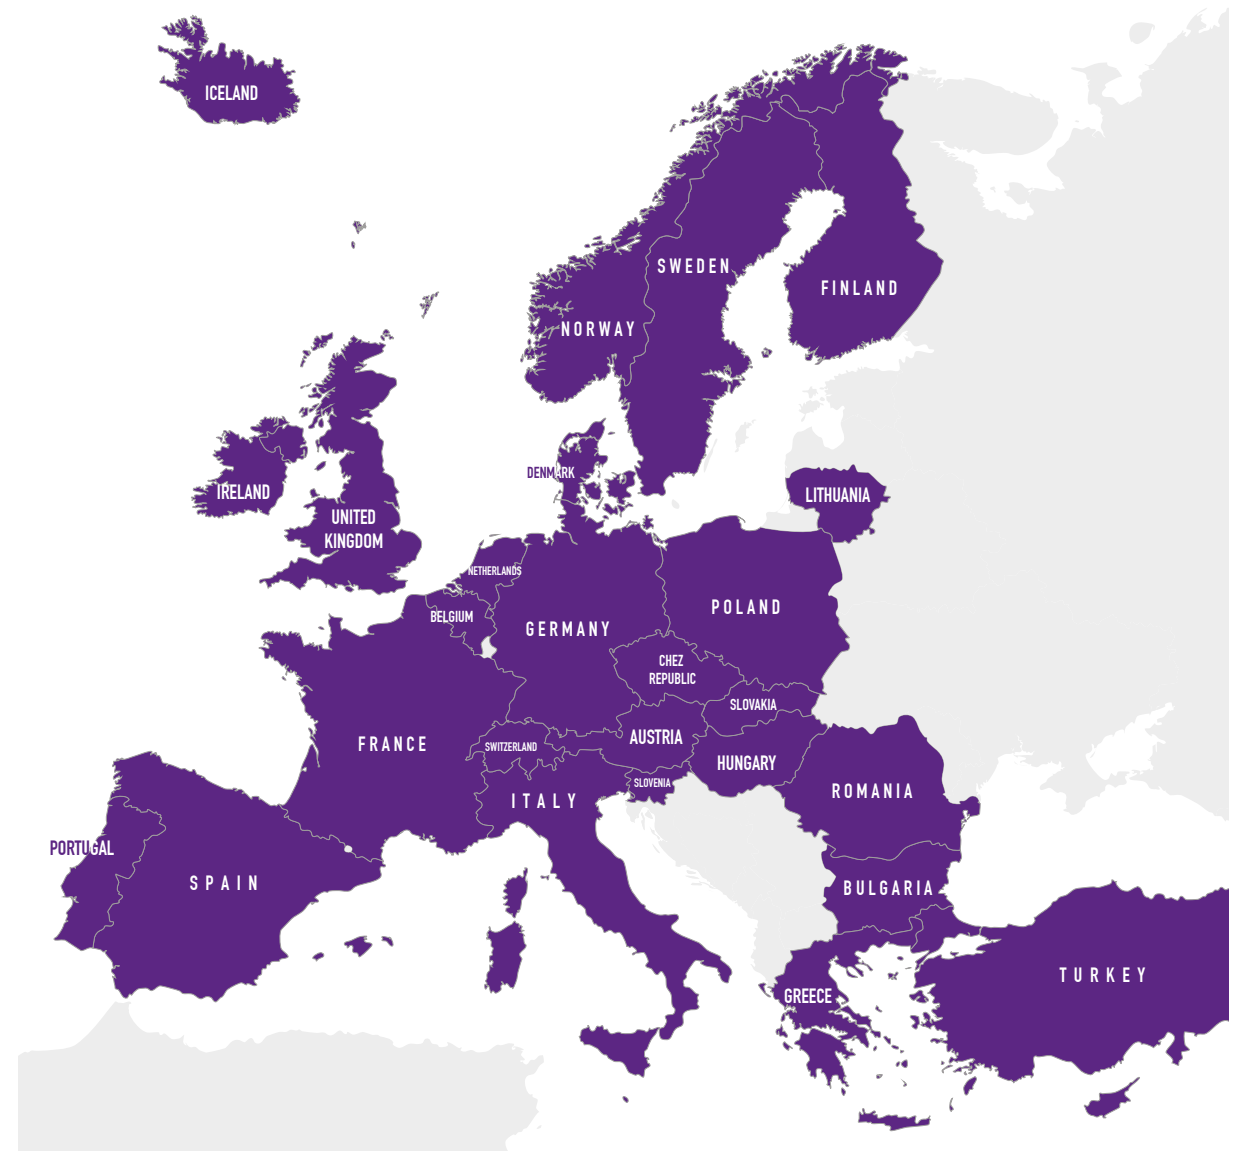 ICELAND
SWEDEN
FINLAND
NORWAY
DENMARK
IRELAND
LITHUANIA
UNITED
KINGDOM
NETHERLANDS
BELGIUM
GERMANY
POLAND
CHEZ
REPUBLIC
SLOVAKIA
FRANCE
SWITZERLAND
AUSTRIA
HUNGARY
SLOVENIA
ITALY
ROMANIA
PORTUGAL
SPAIN
BULGARIA
TURKEY
GREECE